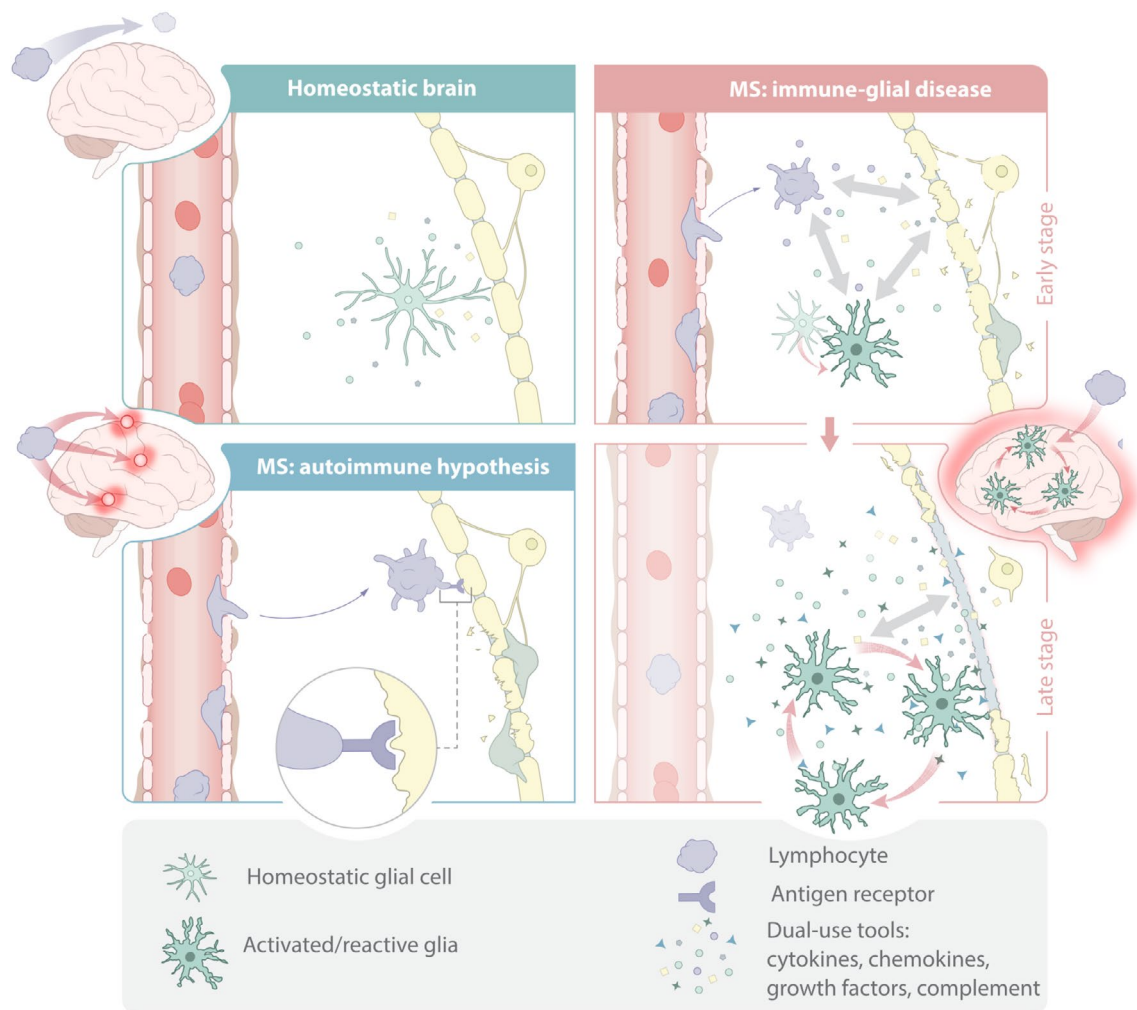 Homeostatic brain
MS: immune-glial disease
Early stage
MS: autoimmune hypothesis
Late stage
Homeostatic glial cell
Activated/reactive glia
Lymphocyte
Antigen receptor
Dual-use tools:
cytokines, chemokines,
growth factors, complement